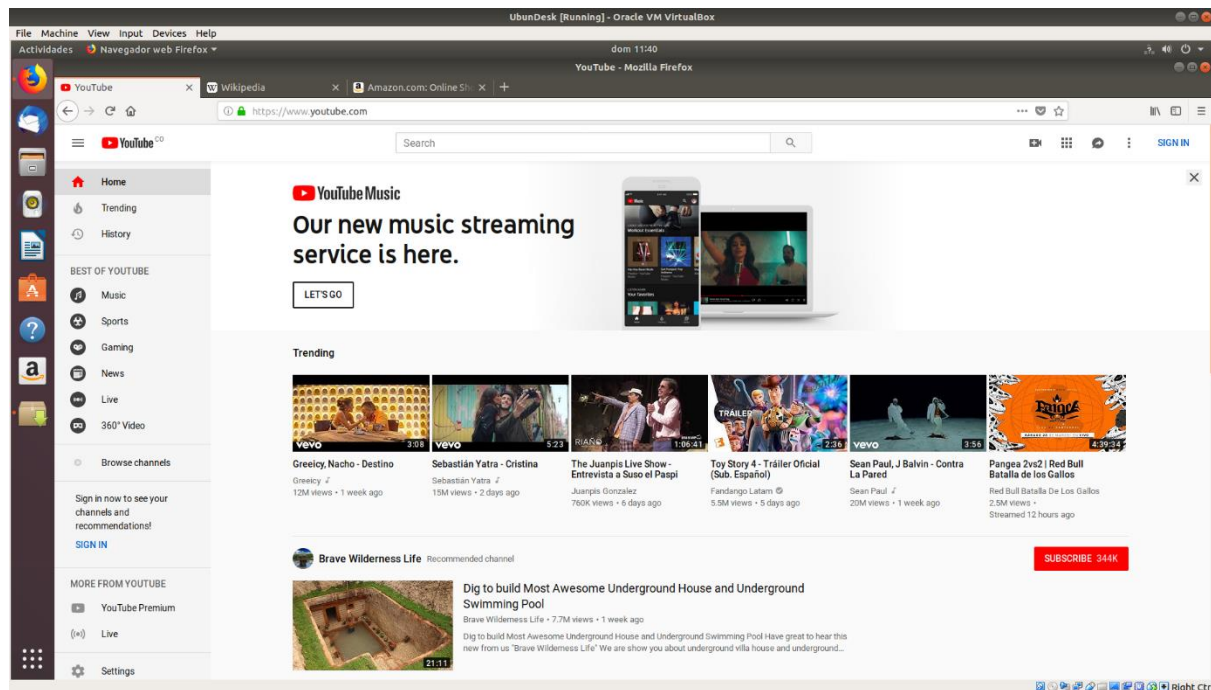 UbunDesk [Running] - Oracle VM VirtualBox
File Machine View Input Devices Help
Actividades Navegador web Firefox dom 11:40
YouTube - Mozilla Firefox
YouTube Wikipedia Amazon.com: Online Sh
https://www.youtube.com
YouTube CO Search SIGN IN
Home
Trending
History
BEST OF YOUTUBE
Music
Sports
Gaming
News
Live
360° Video
Browse channels
Sign in now to see your
channels and
recommendations!
SIGN IN
MORE FROM YOUTUBE
YouTube Premium
Live
Settings
YouTube Music
Our new music streaming
service is here.
LET'S GO
Trending
vevo 3:08
Greeicy, Nacho - Destino
Greeicy
12M views • 1 week ago
vevo 5:23
Sebastián Yatra - Cristina
Sebastián Yatra
15M views • 2 days ago
RIAÑO 1:06:41
The Juanpis Live Show -
Entrevista a Suso el Paspi
Juanpis Gonzalez
760K views • 6 days ago
TRÁILER 2:36
Toy Story 4 - Tráiler Oficial
(Sub. Español)
Fandango Latam
5.5M views • 5 days ago
vevo 3:56
Sean Paul, J Balvin - Contra
La Pared
Sean Paul
20M views • 1 week ago
4:39:34
Pangea 2vs2 | Red Bull
Batalla de los Gallos
Red Bull Batalla De Los Gallos
2.5M views •
Streamed 12 hours ago
Brave Wilderness Life Recommended channel SUBSCRIBE 344K
21:11
Dig to build Most Awesome Underground House and Underground
Swimming Pool
Brave Wilderness Life • 7.7M views • 1 week ago
Dig to build Most Awesome Underground House and Underground Swimming Pool Have great to hear this
new from us "Brave Wilderness Life" We are show you about underground villa house and underground...
Right Ctr